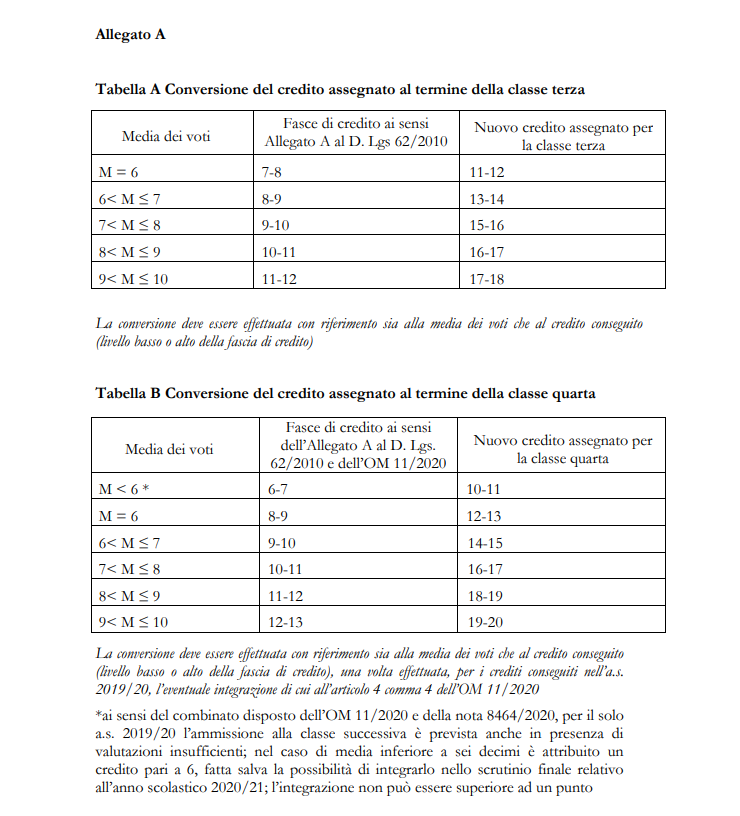 Allegato A
Tabella A Conversione del credito assegnato al termine della classe terza
Media dei voti
Fasce di credito ai sensi
Allegato A al D. Lgs 62/2010
Nuovo credito assegnato per
la classe terza
M = 6 7-8 11-12
6< M ≤ 7 8-9 13-14
7< M ≤ 8 9-10 15-16
8< M ≤ 9 10-11 16-17
9< M ≤ 10 11-12 17-18
La conversione deve essere effettuata con riferimento sia alla media dei voti che al credito conseguito
(livello basso o alto della fascia di credito)
Tabella B Conversione del credito assegnato al termine della classe quarta
Media dei voti
Fasce di credito ai sensi
dell'Allegato A al D. Lgs.
62/2010 e dell'OM 11/2020
Nuovo credito assegnato per
la classe quarta
M < 6 * 6-7 10-11
M = 6 8-9 12-13
6< M ≤ 7 9-10 14-15
7< M ≤ 8 10-11 16-17
8< M ≤ 9 11-12 18-19
9< M ≤ 10 12-13 19-20
La conversione deve essere effettuata con riferimento sia alla media dei voti che al credito conseguito
(livello basso o alto della fascia di credito), una volta effettuata, per i crediti conseguiti nell'a.s.
2019/20, l'eventuale integrazione di cui all'articolo 4 comma 4 dell'OM 11/2020
*ai sensi del combinato disposto dell'OM 11/2020 e della nota 8464/2020, per il solo
a.s. 2019/20 l'ammissione alla classe successiva è prevista anche in presenza di
valutazioni insufficienti; nel caso di media inferiore a sei decimi è attribuito un
credito pari a 6, fatta salva la possibilità di integrarlo nello scrutinio finale relativo
all'anno scolastico 2020/21; l'integrazione non può essere superiore ad un punto